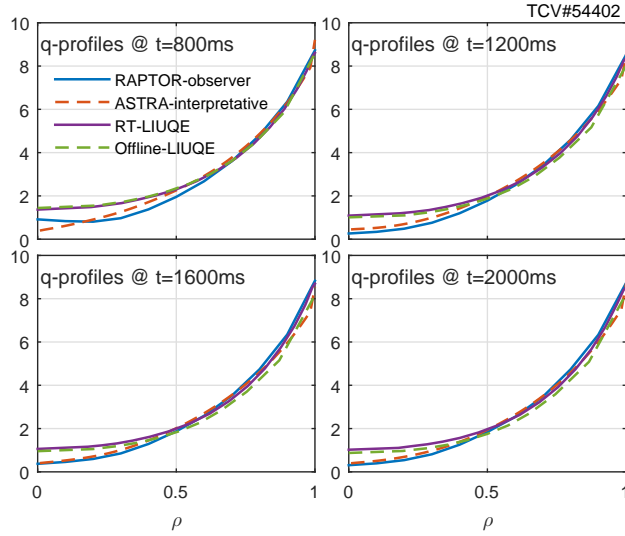 TCV#54402
q-profiles @ t=800ms
q-profiles @ t=1200ms
RAPTOR-observer
ASTRA-interpretative
RT-LIUQE
Offline-LIUQE
10
8
6
4
2
0
10
8
6
4
2
0
q-profiles @ t=1600ms
q-profiles @ t=2000ms
10
8
6
4
2
0
0 0.5 1
ρ
10
8
6
4
2
0
0 0.5 1
ρ